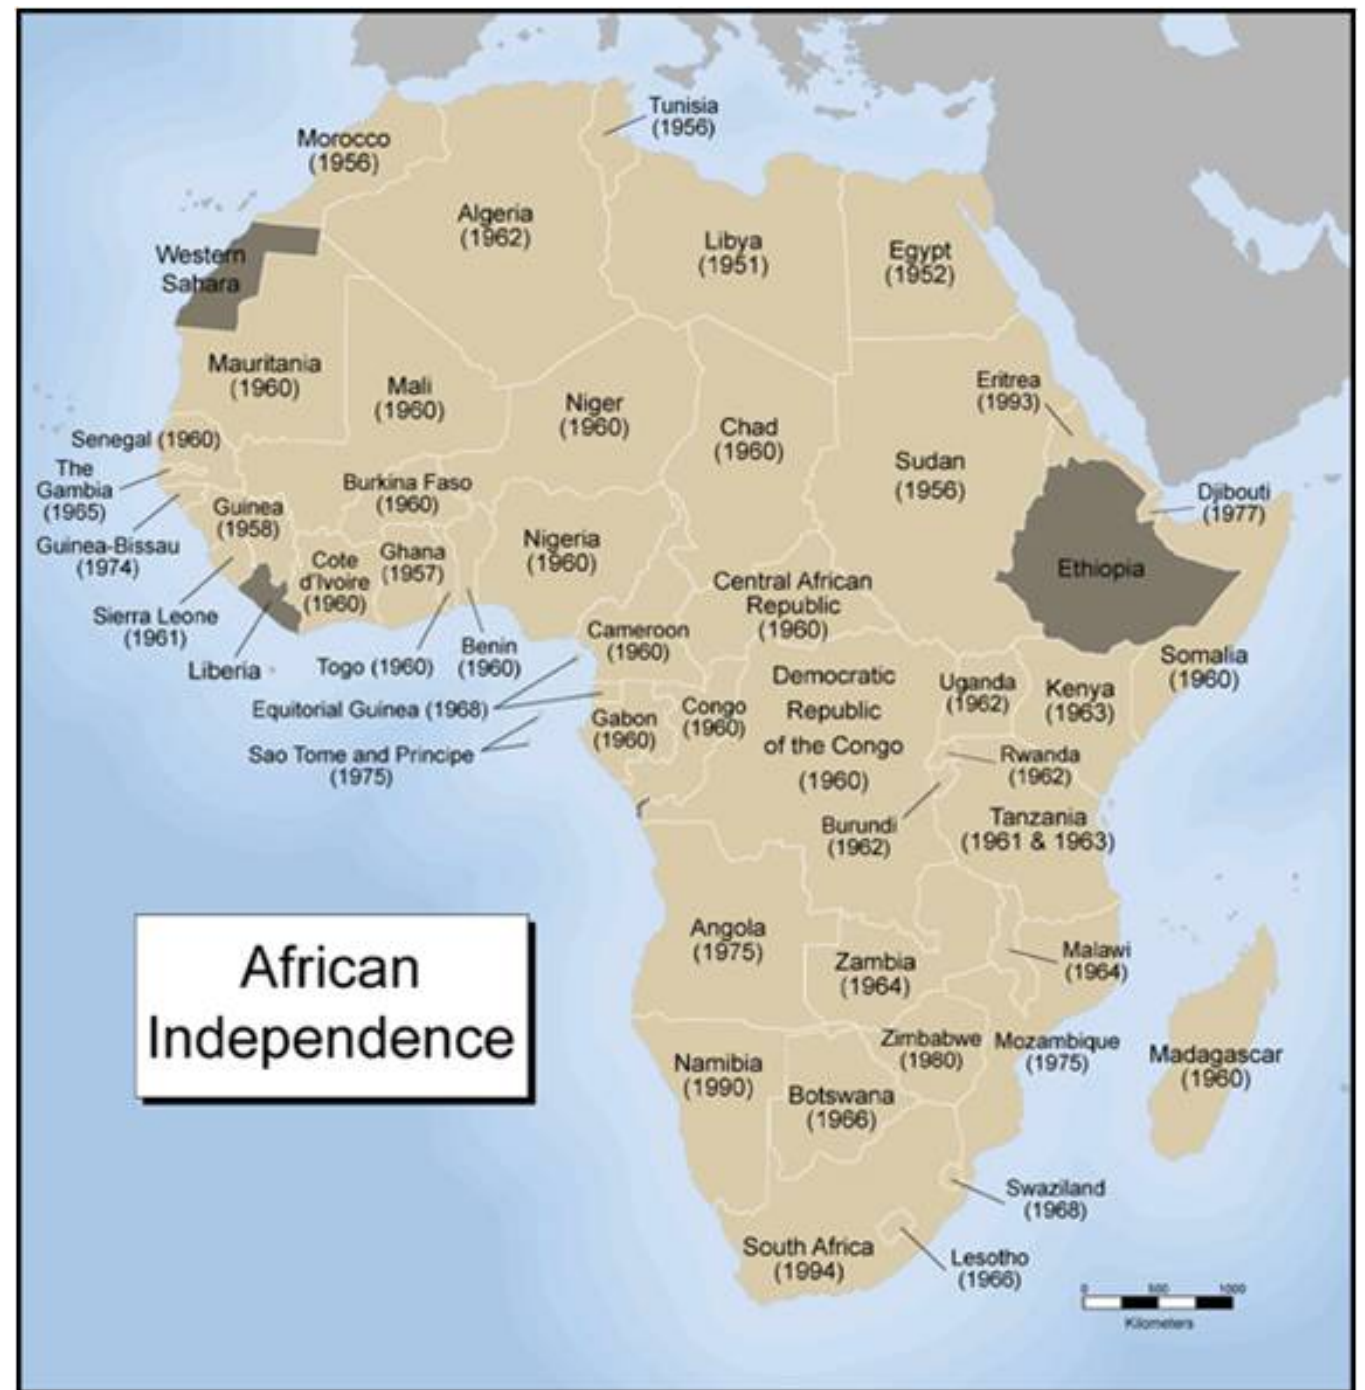 Tunisia
(1956)
Morocco
(1956)
Algeria
(1962)
Libya
(1951)
Egypt
(1952)
Western
Sahara
Mauritania
(1960)
Mali
(1960)
Niger
(1960)
Chad
(1960)
Eritrea
(1993)
Sudan
(1956)
Senegal (1960)
The
Gambia
(1965)
Burkina Faso
(1960)
Guinea
(1958)
Djibouti
(1977)
Guinea-Bissau
(1974)
Cote
d'Ivoire
(1960)
Ghana
(1957)
Nigeria
(1960)
Ethiopia
Central African
Republic
(1960)
Sierra Leone
(1961)
Liberia
Togo (1960)
Benin
(1960)
Cameroon
(1960)
Somalia
(1960)
Democratic
Republic
of the Congo
(1960)
Uganda
(1962)
Kenya
(1963)
Equitorial Guinea (1968)
Gabon
(1960)
Congo
(1960)
Sao Tome and Principe
(1975)
Rwanda
(1962)
Burundi
(1962)
Tanzania
(1961 & 1963)
African
Independence
Angola
(1975)
Zambia
(1964)
Malawi
(1964)
Zimbabwe
(1980)
Mozambique
(1975)
Madagascar
(1960)
Namibia
(1990)
Botswana
(1966)
Swaziland
(1968)
South Africa
(1994)
Lesotho
(1966)
0 500 1000
Kilometers